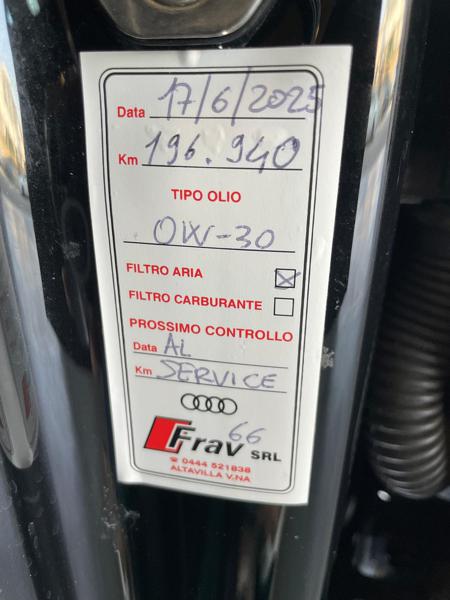 Data 17/6/2025
Km 196.940
TIPO OLIO
0W-30
FILTRO ARIA
FILTRO CARBURANTE
PROSSIMO CONTROLLO
Data AL
Km SERVICE
66
Frav SRL
☎ 0444 521838
ALTAVILLA V.NA